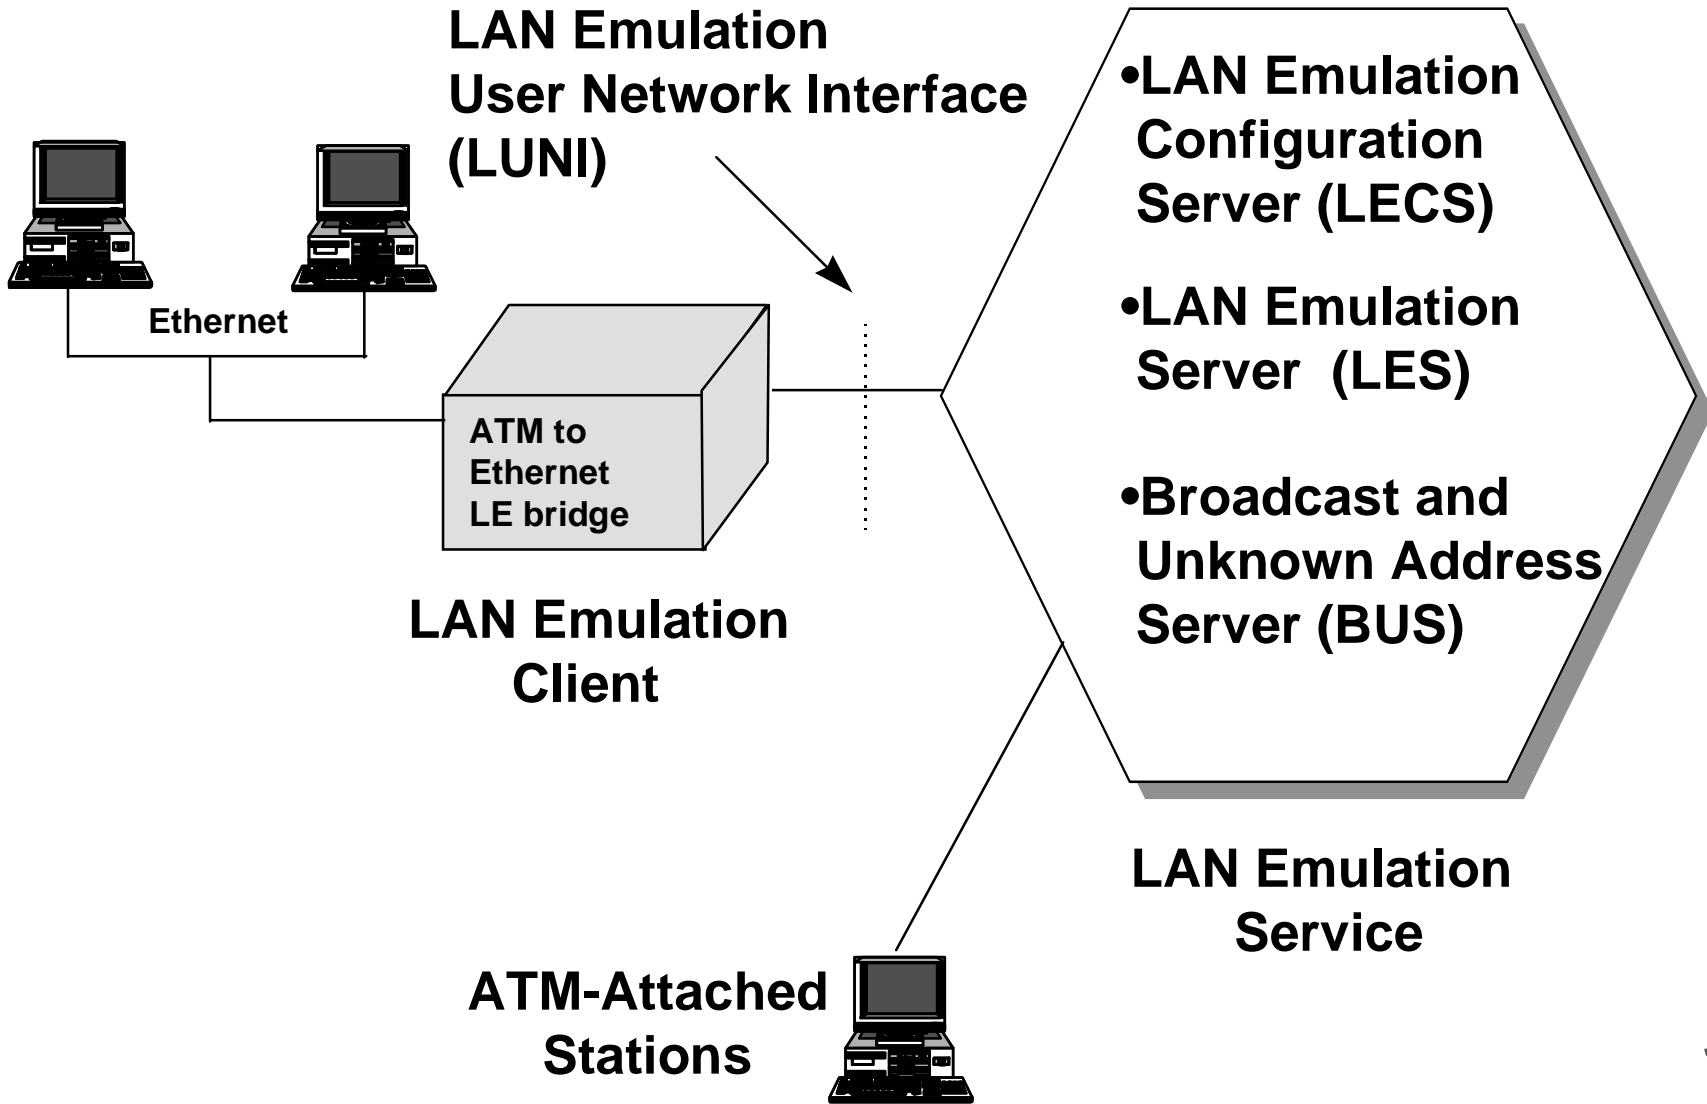 LAN Emulation
User Network Interface
(LUNI)
•LAN Emulation
Configuration
Server (LECS)
•LAN Emulation
Server (LES)
•Broadcast and
Unknown Address
Server (BUS)
Ethernet
ATM to
Ethernet
LE bridge
LAN Emulation
Client
LAN Emulation
Service
ATM-Attached
Stations